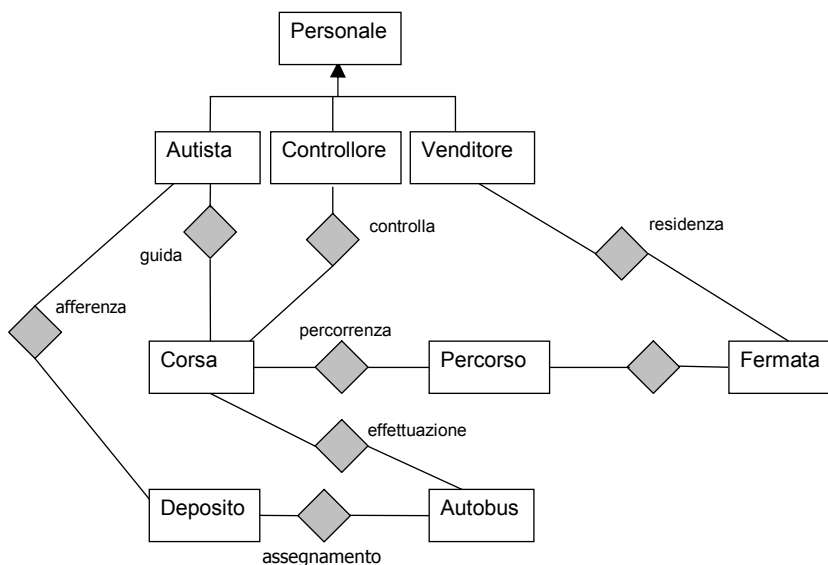 Personale
Autista
Controllore
Venditore
guida
controlla
residenza
afferenza
percorrenza
Corsa
Percorso
Fermata
effettuazione
Deposito
Autobus
assegnamento